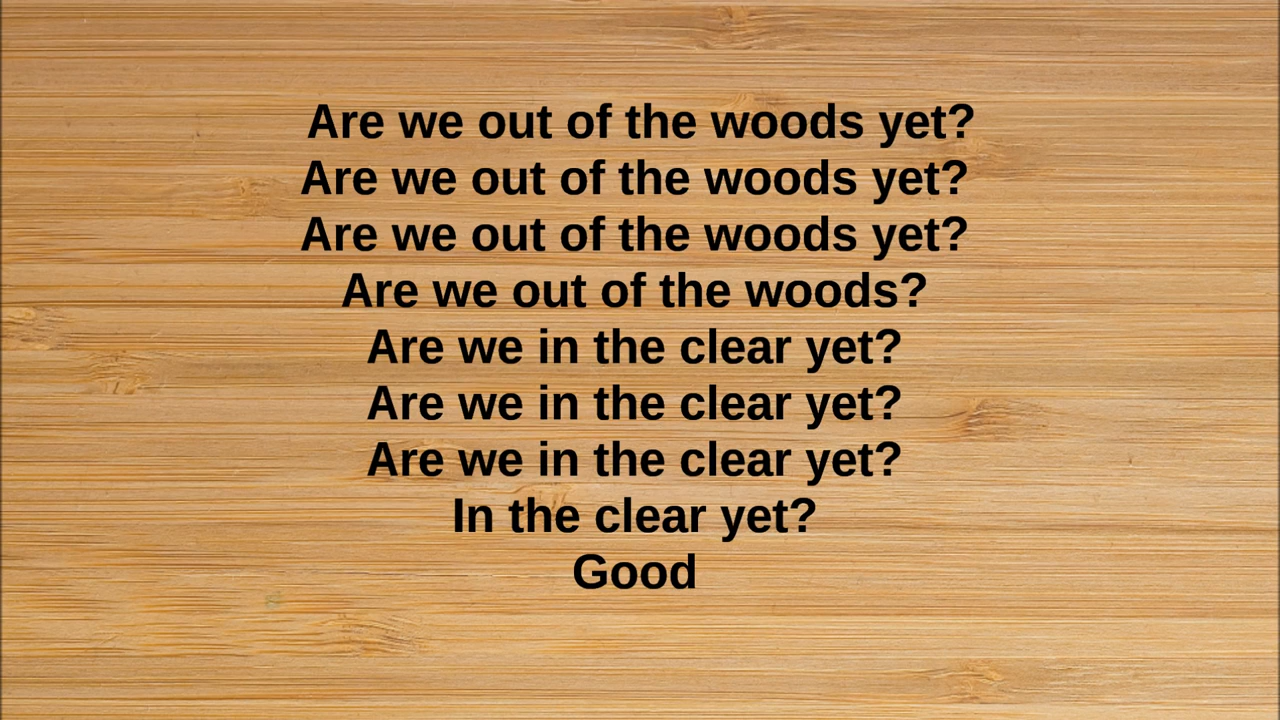 Are we out of the woods yet?
Are we out of the woods yet?
Are we out of the woods yet?
Are we out of the woods?
Are we in the clear yet?
Are we in the clear yet?
Are we in the clear yet?
In the clear yet?
Good